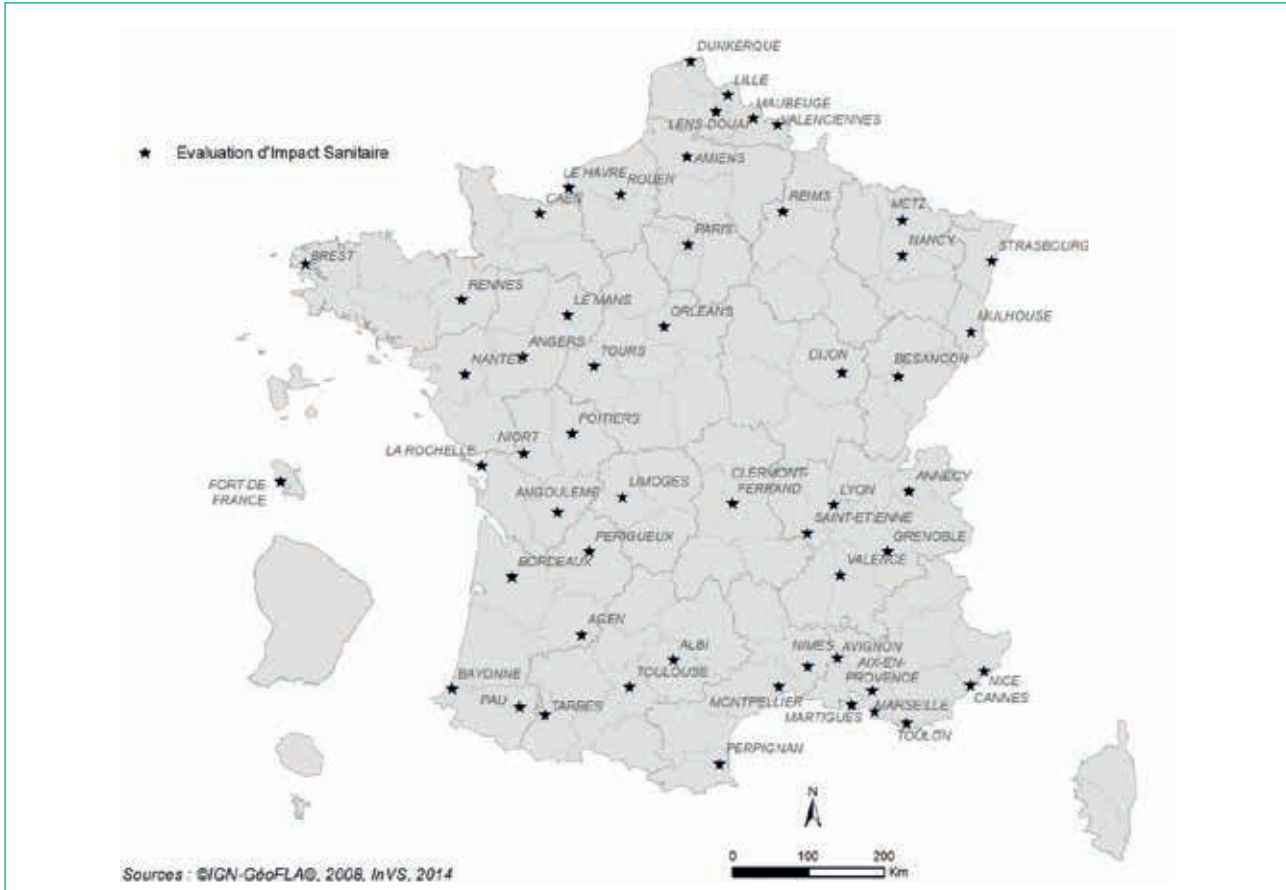 DUNKERQUE
LILLE
MAUBEUGE
LENS-DOUAI
VALENCIENNES
★ Evaluation d'Impact Sanitaire
AMIENS
LE HAVRE
ROUEN
CAEN
REIMS
METZ
PARIS
NANCY
STRASBOURG
BREST
RENNES
LE MANS
ORLEANS
MULHOUSE
ANGERS
TOURS
NANTES
DIJON
BESANCON
POITIERS
NIORT
LA ROCHELLE
FORT DE
FRANCE
ANGOULEME
LIMOGES
CLERMONT-
FERRAND
LYON
ANNECY
SAINT-ETIENNE
PERIGUEUX
GRENOBLE
BORDEAUX
VALENCE
AGEN
ALBI
NIMES
AVIGNON
AIX-EN-
PROVENCE
BAYONNE
TOULOUSE
NICE
CANNES
PAU
TARBES
MONTPELLIER
MARTIGUES
MARSEILLE
TOULON
PERPIGNAN
N
0 100 200
Km
Sources : ©IGN-GéoFLA©, 2008, InVS, 2014